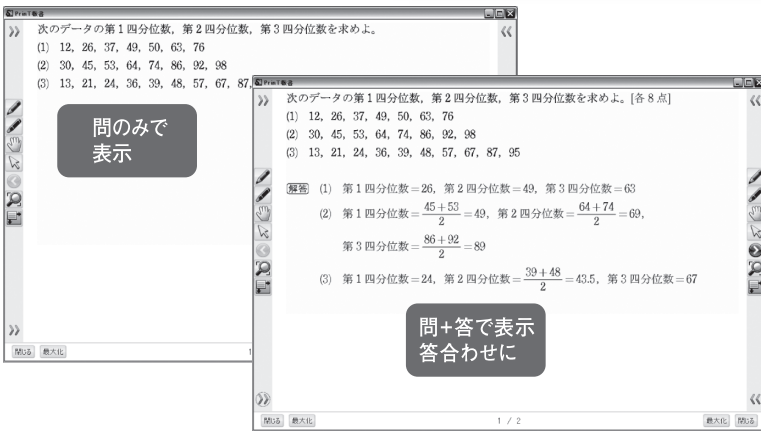 Prin T 数選
次のデータの第1四分位数，第2四分位数，第3四分位数を求めよ。
(1) 12, 26, 37, 49, 50, 63, 76
(2) 30, 45, 53, 64, 74, 86, 92, 98
(3) 13, 21, 24, 36, 39, 48, 57, 67, 87,
問のみで
表示
閉じる 最大化 1
次のデータの第1四分位数，第2四分位数，第3四分位数を求めよ。[各8点]
(1) 12, 26, 37, 49, 50, 63, 76
(2) 30, 45, 53, 64, 74, 86, 92, 98
(3) 13, 21, 24, 36, 39, 48, 57, 67, 87, 95
解答 (1) 第1四分位数=26，第2四分位数=49，第3四分位数=63
(2) 第1四分位数=(45+53)/2=49，第2四分位数=(64+74)/2=69，
第3四分位数=(86+92)/2=89
(3) 第1四分位数=24，第2四分位数=(39+48)/2=43.5，第3四分位数=67
問+答で表示
答合わせに
閉じる 最大化 1 / 2 最大化 閉じる